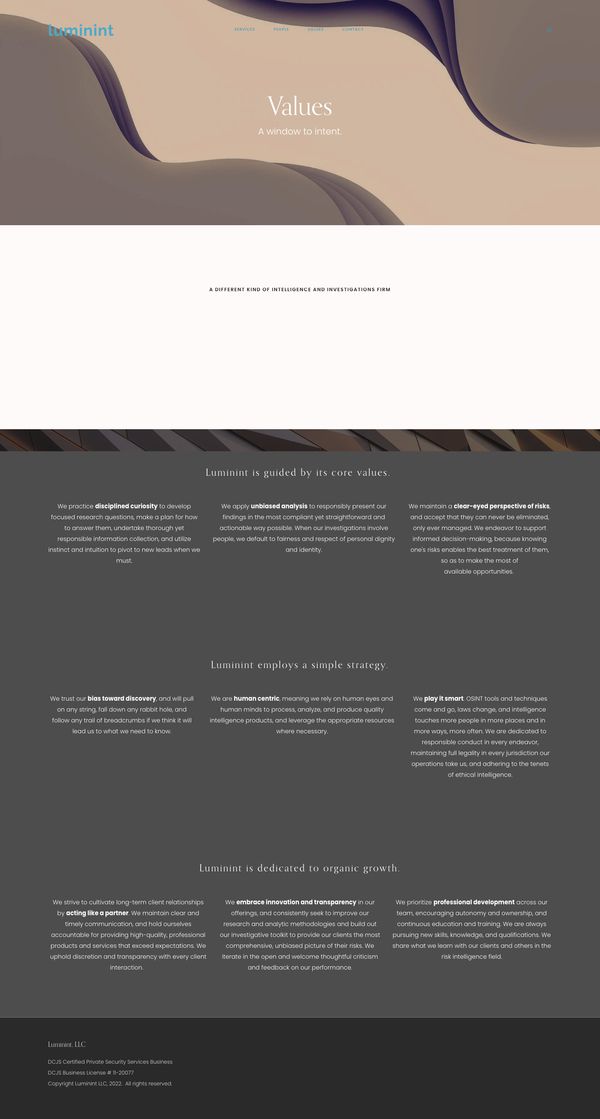 luminint
SERVICES PEOPLE VALUES CONTACT
Values
A window to intent.
A DIFFERENT KIND OF INTELLIGENCE AND INVESTIGATIONS FIRM
Luminint is guided by its core values.
We practice disciplined curiosity to develop
focused research questions, make a plan for how
to answer them, undertake thorough yet
responsible information collection, and utilize
instinct and intuition to pivot to new leads when we
must.
We apply unbiased analysis to responsibly present our
findings in the most compliant yet straightforward and
actionable way possible. When our investigations involve
people, we default to fairness and respect of personal dignity
and identity.
We maintain a clear-eyed perspective of risks,
and accept that they can never be eliminated,
only ever managed. We endeavor to support
informed decision-making, because knowing
one's risks enables the best treatment of them,
so as to make the most of
available opportunities.
Luminint employs a simple strategy.
We trust our bias toward discovery, and will pull
on any string, fall down any rabbit hole, and
follow any trail of breadcrumbs if we think it will
lead us to what we need to know.
We are human centric, meaning we rely on human eyes and
human minds to process, analyze, and produce quality
intelligence products, and leverage the appropriate resources
where necessary.
We play it smart. OSINT tools and techniques
come and go, laws change, and intelligence
touches more people in more places and in
more ways, more often. We are dedicated to
responsible conduct in every endeavor,
maintaining full legality in every jurisdiction our
operations take us, and adhering to the tenets
of ethical intelligence.
Luminint is dedicated to organic growth.
We strive to cultivate long-term client relationships
by acting like a partner. We maintain clear and
timely communication, and hold ourselves
accountable for providing high-quality, professional
products and services that exceed expectations. We
uphold discretion and transparency with every client
interaction.
We embrace innovation and transparency in our
offerings, and consistently seek to improve our
research and analytic methodologies and build out
our investigative toolkit to provide our clients the most
comprehensive, unbiased picture of their risks. We
iterate in the open and welcome thoughtful criticism
and feedback on our performance.
We prioritize professional development across our
team, encouraging autonomy and ownership, and
continuous education and training. We are always
pursuing new skills, knowledge, and qualifications. We
share what we learn with our clients and others in the
risk intelligence field.
Luminint, LLC
DCJS Certified Private Security Services Business
DCJS Business License # 11-20077
Copyright Luminint LLC, 2022. All rights reserved.